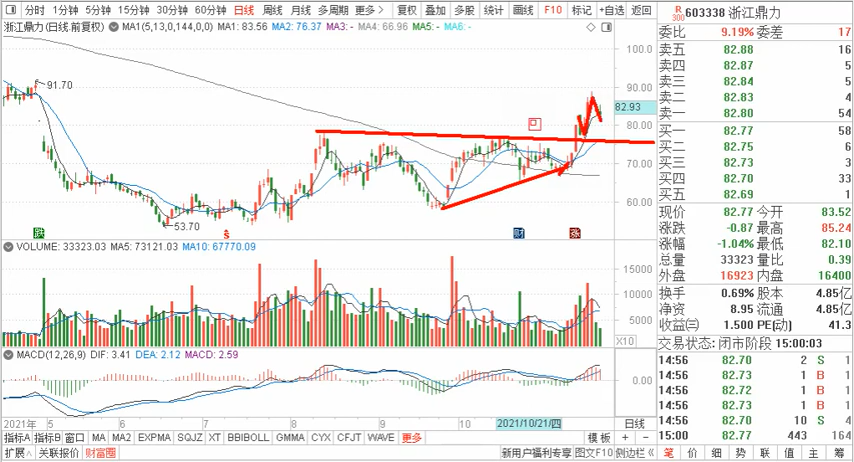 分时 1分钟 5分钟 15分钟 30分钟 60分钟 日线 周线 月线 多周期 更多 复权 叠加 多股 统计 画线 F10 标记 +自选 返回
浙江鼎力(日线.前复权) MA1(5,13,0,144,0,0) MA1: 83.56 MA2: 76.37 MA3: - MA4: 66.96 MA5: - MA6: -
100.0
91.70
90.00
82.93
80.00
70.00
60.00
53.70
跌
$
财
涨
VOLUME: 33323.03 MA5: 73121.03 MA10: 67770.09
15000
10000
5000
X10
MACD(12,26,9) DIF: 3.41 DEA: 2.12 MACD: 2.59
0.00
2021年 5 6 7 8 9 10 2021/10/21/四 日线
指标A 指标B 窗口 MA MA2 EXPMA SQJZ XT BBIBOLL GMMA CYX CFJT WAVE 更多 模板 + -
扩展∧ 关联报价 财富圈 新用户福利专享 图文F10 侧边栏
R 300 603338 浙江鼎力
委比 9.19% 委差 17
卖五 82.88 16
卖四 82.87 5
卖三 82.84 5
卖二 82.83 4
卖一 82.80 54
买一 82.77 58
买二 82.75 6
买三 82.73 2
买四 82.70 33
买五 82.69 1
现价 82.77 今开 83.52
涨跌 -0.87 最高 85.24
涨幅 -1.04% 最低 82.10
总量 33323 量比 0.39
外盘 16923 内盘 16400
换手 0.69% 股本 4.85亿
净资 8.95 流通 4.85亿
收益㈢ 1.500 PE(动) 41.3
交易状态: 闭市阶段 15:00:03
14:56 82.70 2 S 1
14:56 82.73 1 B 1
14:56 82.72 1 B 1
14:56 82.73 1 B 1
14:56 82.70 10 S 4
15:00 82.77 443 164
笔 价 细 势 联 值 主 筹